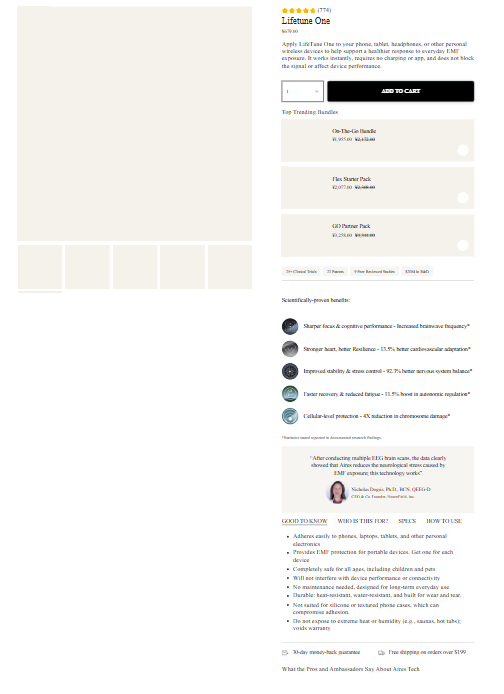 (774)
Lifetune One
Apply LifeTune One to your phone, tablet, headphones, or other personal
wireless devices to help support a healthier response to everyday EMF
exposure. It works instantly, requires no charging or app, and does not block
the signal or affect device performance.
1
ADD TO CART
Top Trending Bundles
On-The-Go Bundle
Flex Starter Pack
GO Partner Pack
Scientifically-proven benefits:
Sharper focus & cognitive performance - Increased brainwave frequency*
Stronger heart, better Resilience - 13.5% better cardiovascular adaptation*
Improved stability & stress control - 92.7% better nervous system balance*
Faster recovery & reduced fatigue - 11.5% boost in autonomic regulation*
Cellular-level protection - 4X reduction in chromosome damage*
"After conducting multiple EEG brain scans, the data clearly
showed that Aires reduces the neurological stress caused by
EMF exposure; this technology works"
GOOD TO KNOW WHO IS THIS FOR? SPECS HOW TO USE
• Adheres easily to phones, laptops, tablets, and other personal
electronics
• Provides EMF protection for portable devices. Get one for each
device
• Completely safe for all ages, including children and pets
• Will not interfere with device performance or connectivity
• No maintenance needed, designed for long-term everyday use
• Durable: heat-resistant, water-resistant, and built for wear and tear.
• Not suited for silicone or textured phone cases, which can
compromise adhesion.
• Do not expose to extreme heat or humidity (e.g., saunas, hot tubs);
voids warranty
30-day money-back guarantee Free shipping on orders over $199
What the Pros and Ambassadors Say About Aires Tech